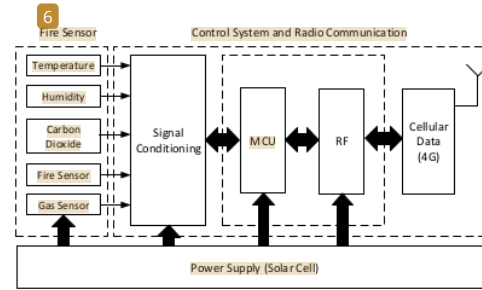 6
Fire Sensor
Control System and Radio Communication
Temperature
Humidity
Carbon
Dioxide
Fire Sensor
Gas Sensor
Signal
Conditioning
MCU
RF
Cellular
Data
(4G)
Power Supply (Solar Cell)